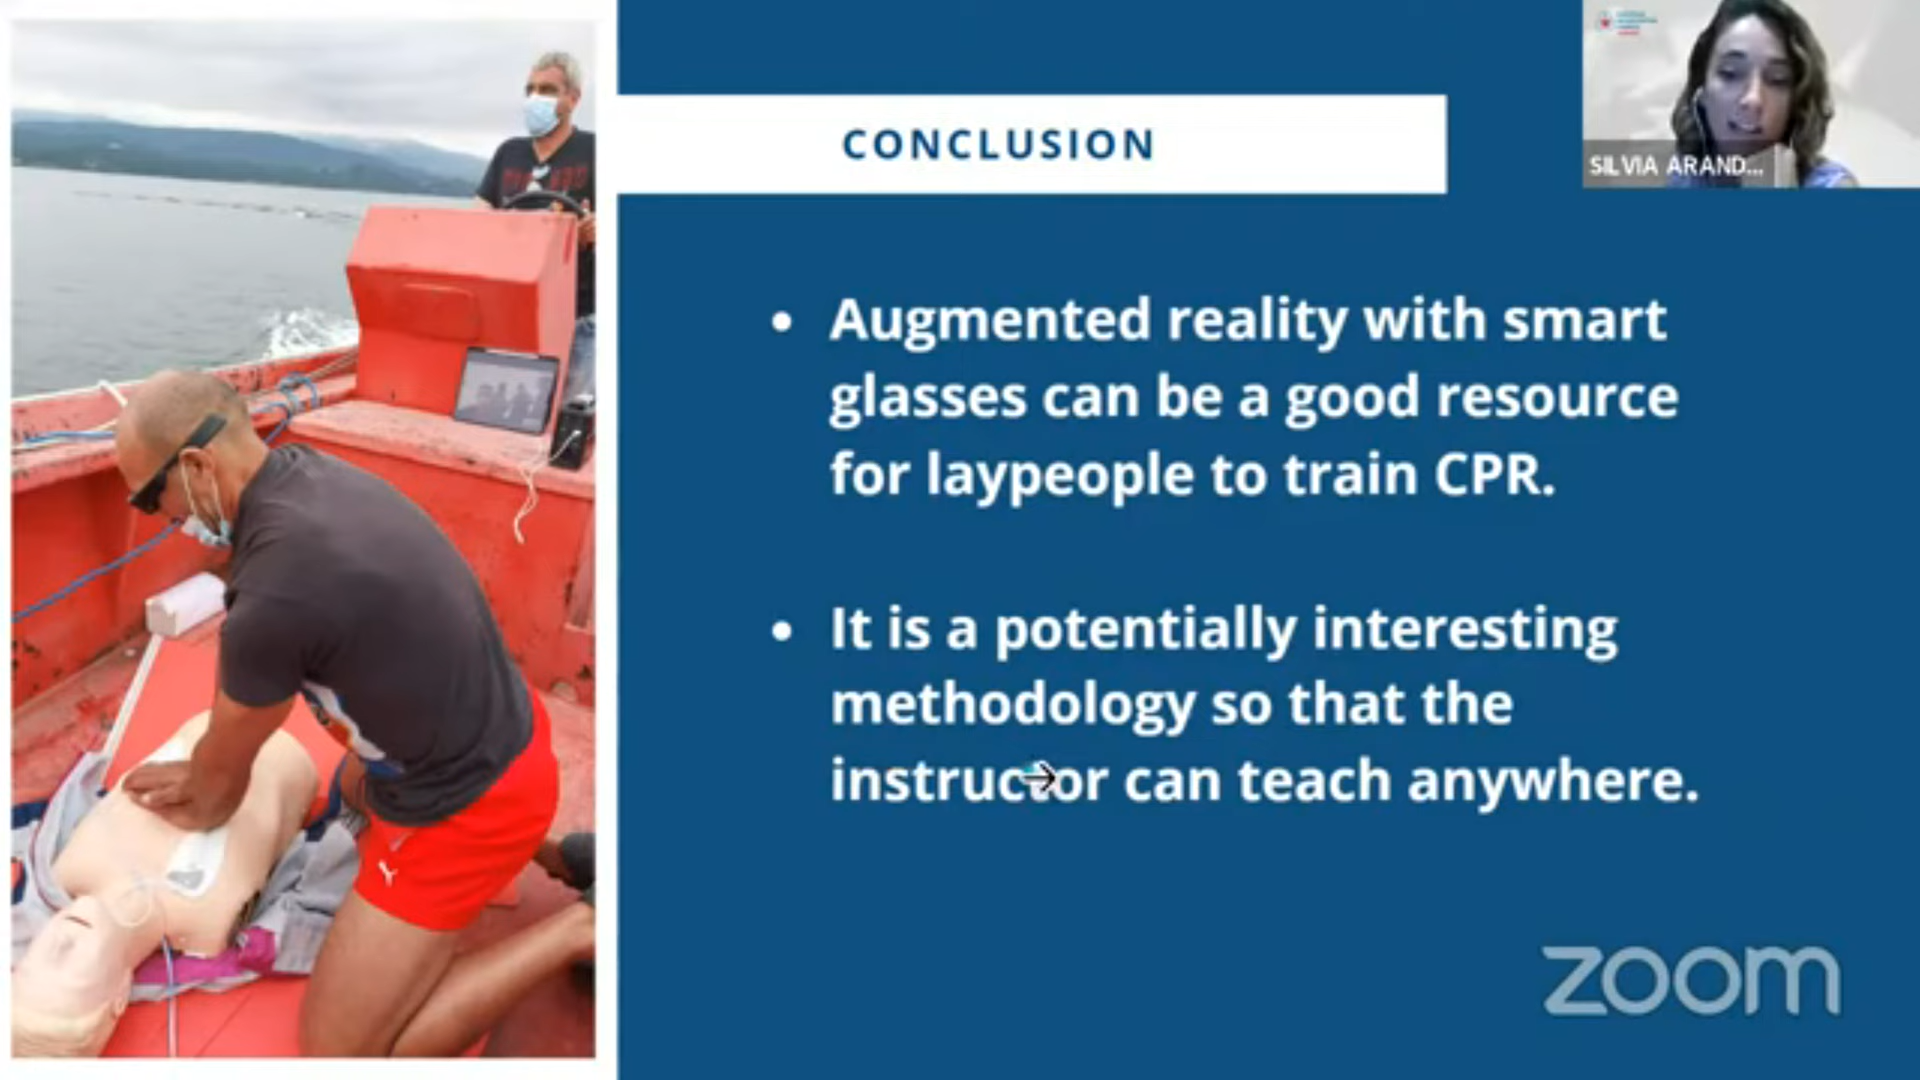 CONCLUSION
SILVIA ARAND...
• Augmented reality with smart
glasses can be a good resource
for laypeople to train CPR.
• It is a potentially interesting
methodology so that the
instructor can teach anywhere.
zoom